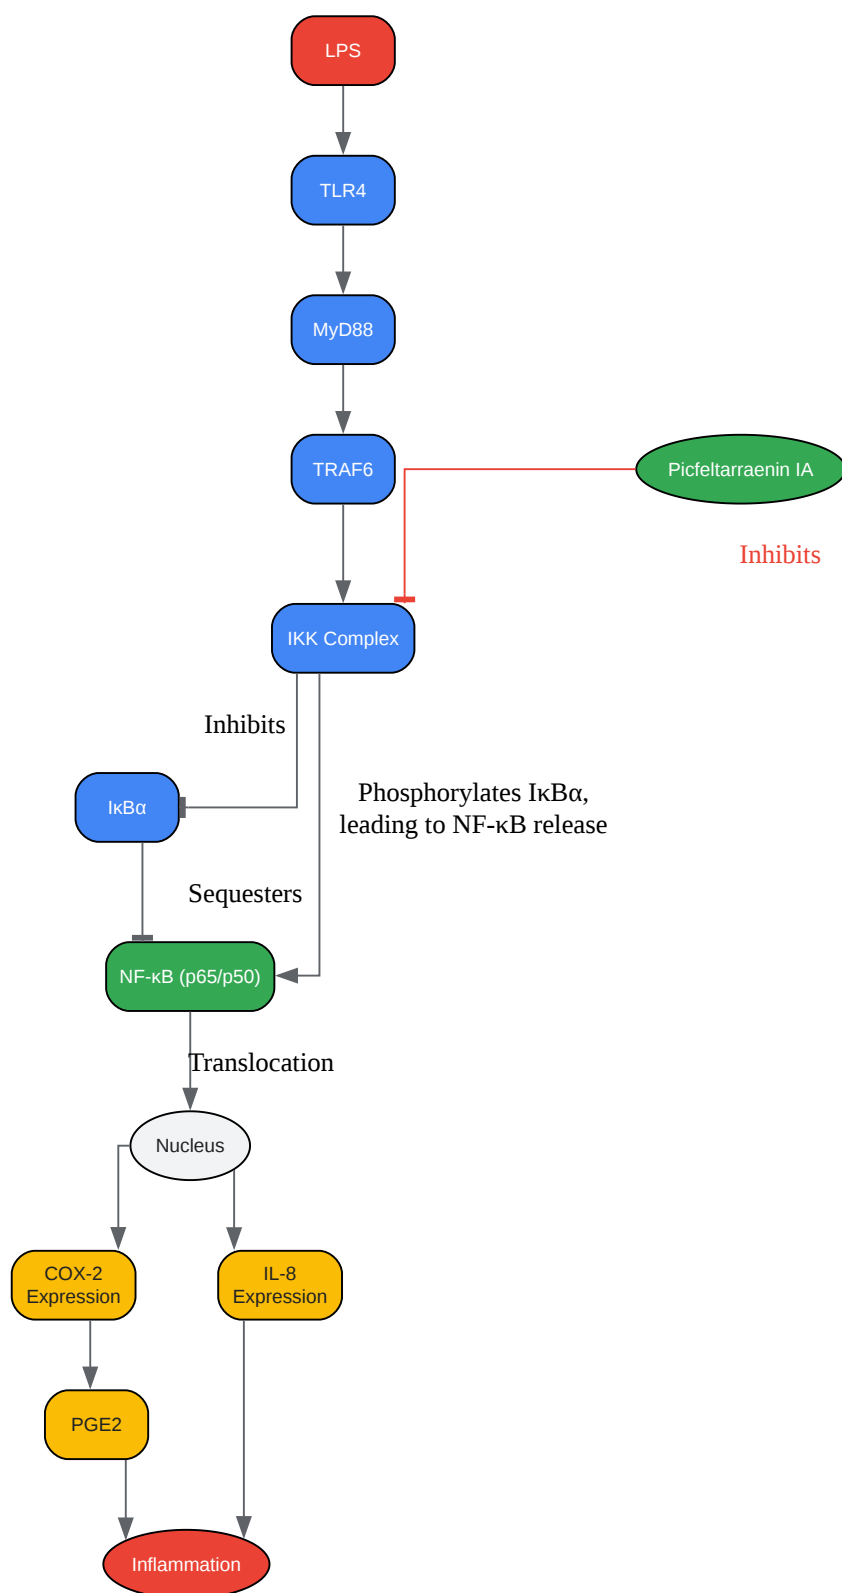 LPS
TLR4
MyD88
TRAF6
Picfeltarraenin IA
Inhibits
IKK Complex
Inhibits
Phosphorylates IκBα,
leading to NF-κB release
IκBα
Sequesters
NF-κB (p65/p50)
Translocation
Nucleus
COX-2
Expression
IL-8
Expression
PGE2
Inflammation